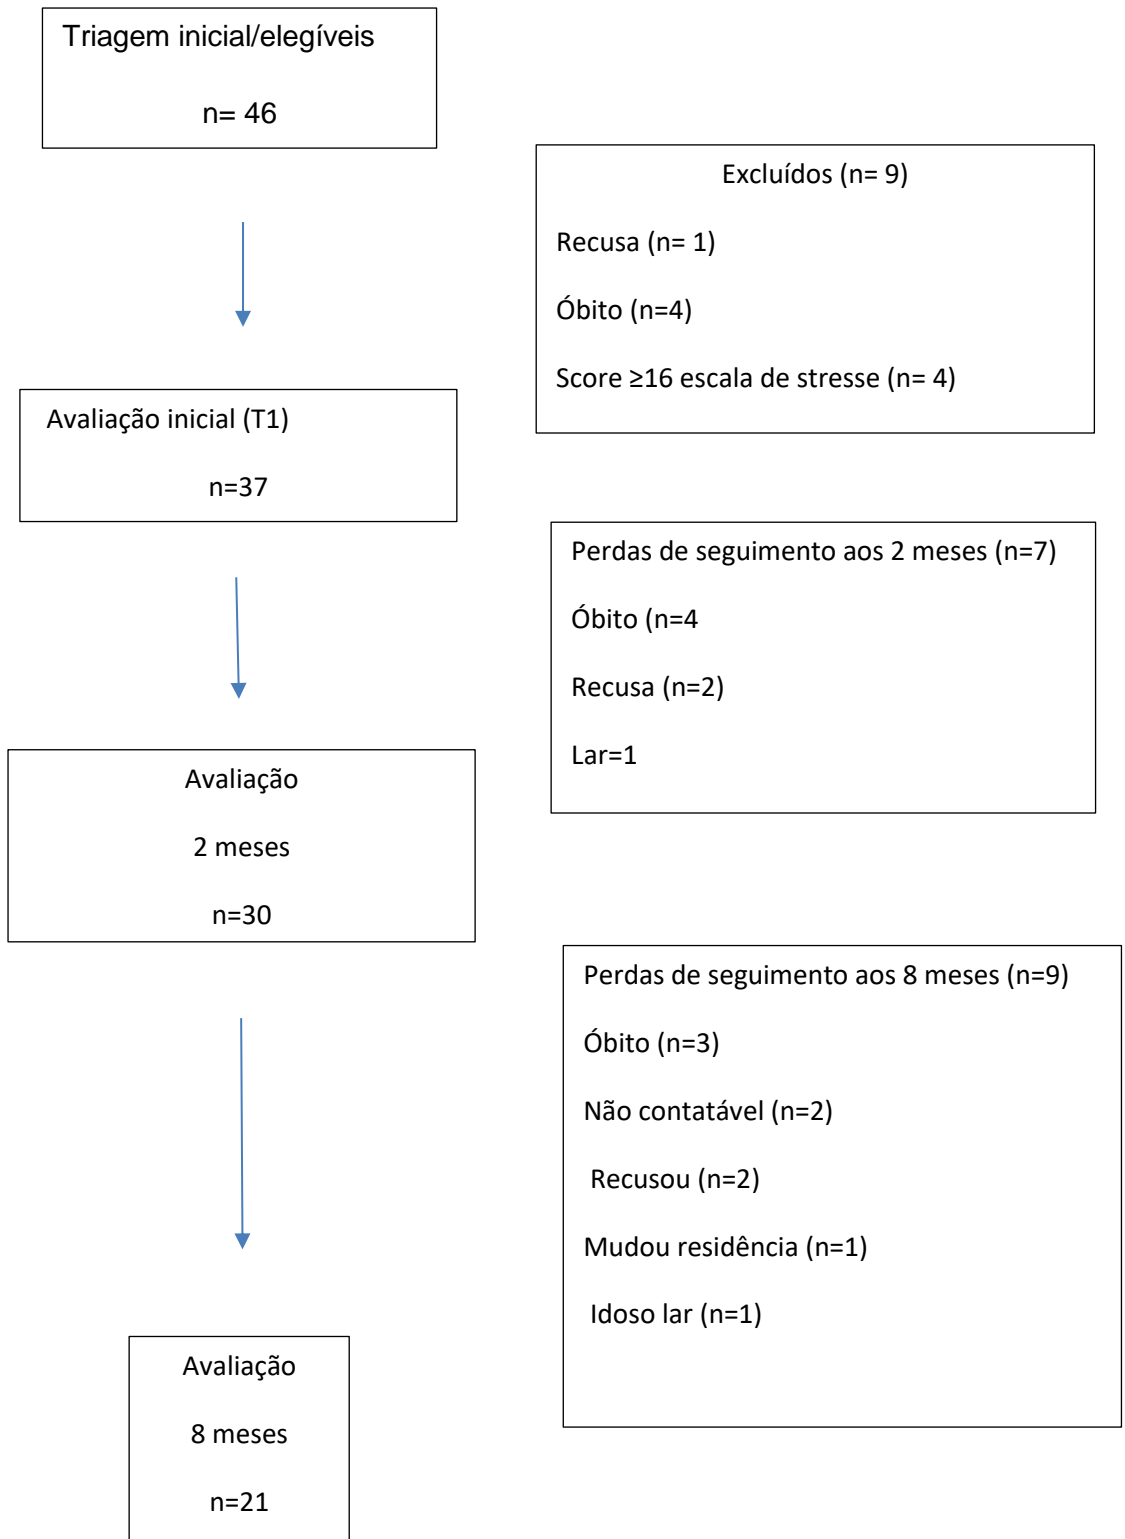 Triagem inicial/elegíveis
n= 46
Excluídos (n= 9)
Recusa (n= 1)
Óbito (n=4)
Score ≥16 escala de stresse (n= 4)
Avaliação inicial (T1)
n=37
Perdas de seguimento aos 2 meses (n=7)
Óbito (n=4
Recusa (n=2)
Lar=1
Avaliação
2 meses
n=30
Perdas de seguimento aos 8 meses (n=9)
Óbito (n=3)
Não contatável (n=2)
Recusou (n=2)
Mudou residência (n=1)
Idoso lar (n=1)
Avaliação
8 meses
n=21